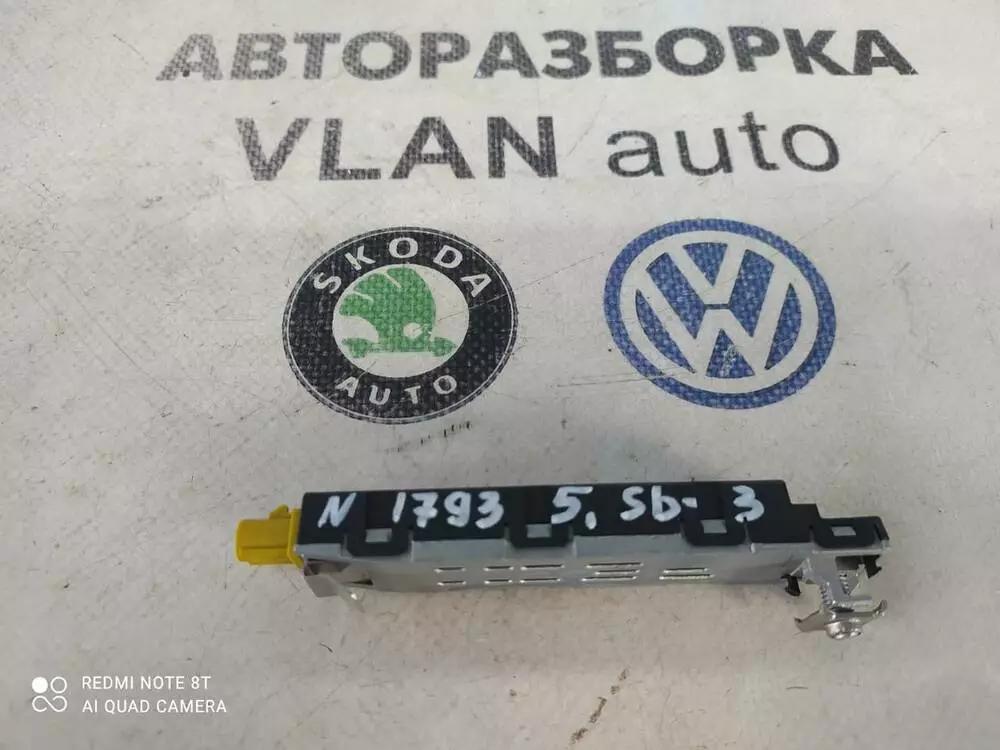 АВТОРАЗБОРКА
VLAN auto
SKODA
AUTO
N 1793 5, Sb- 3
REDMI NOTE 8T
AI QUAD CAMERA